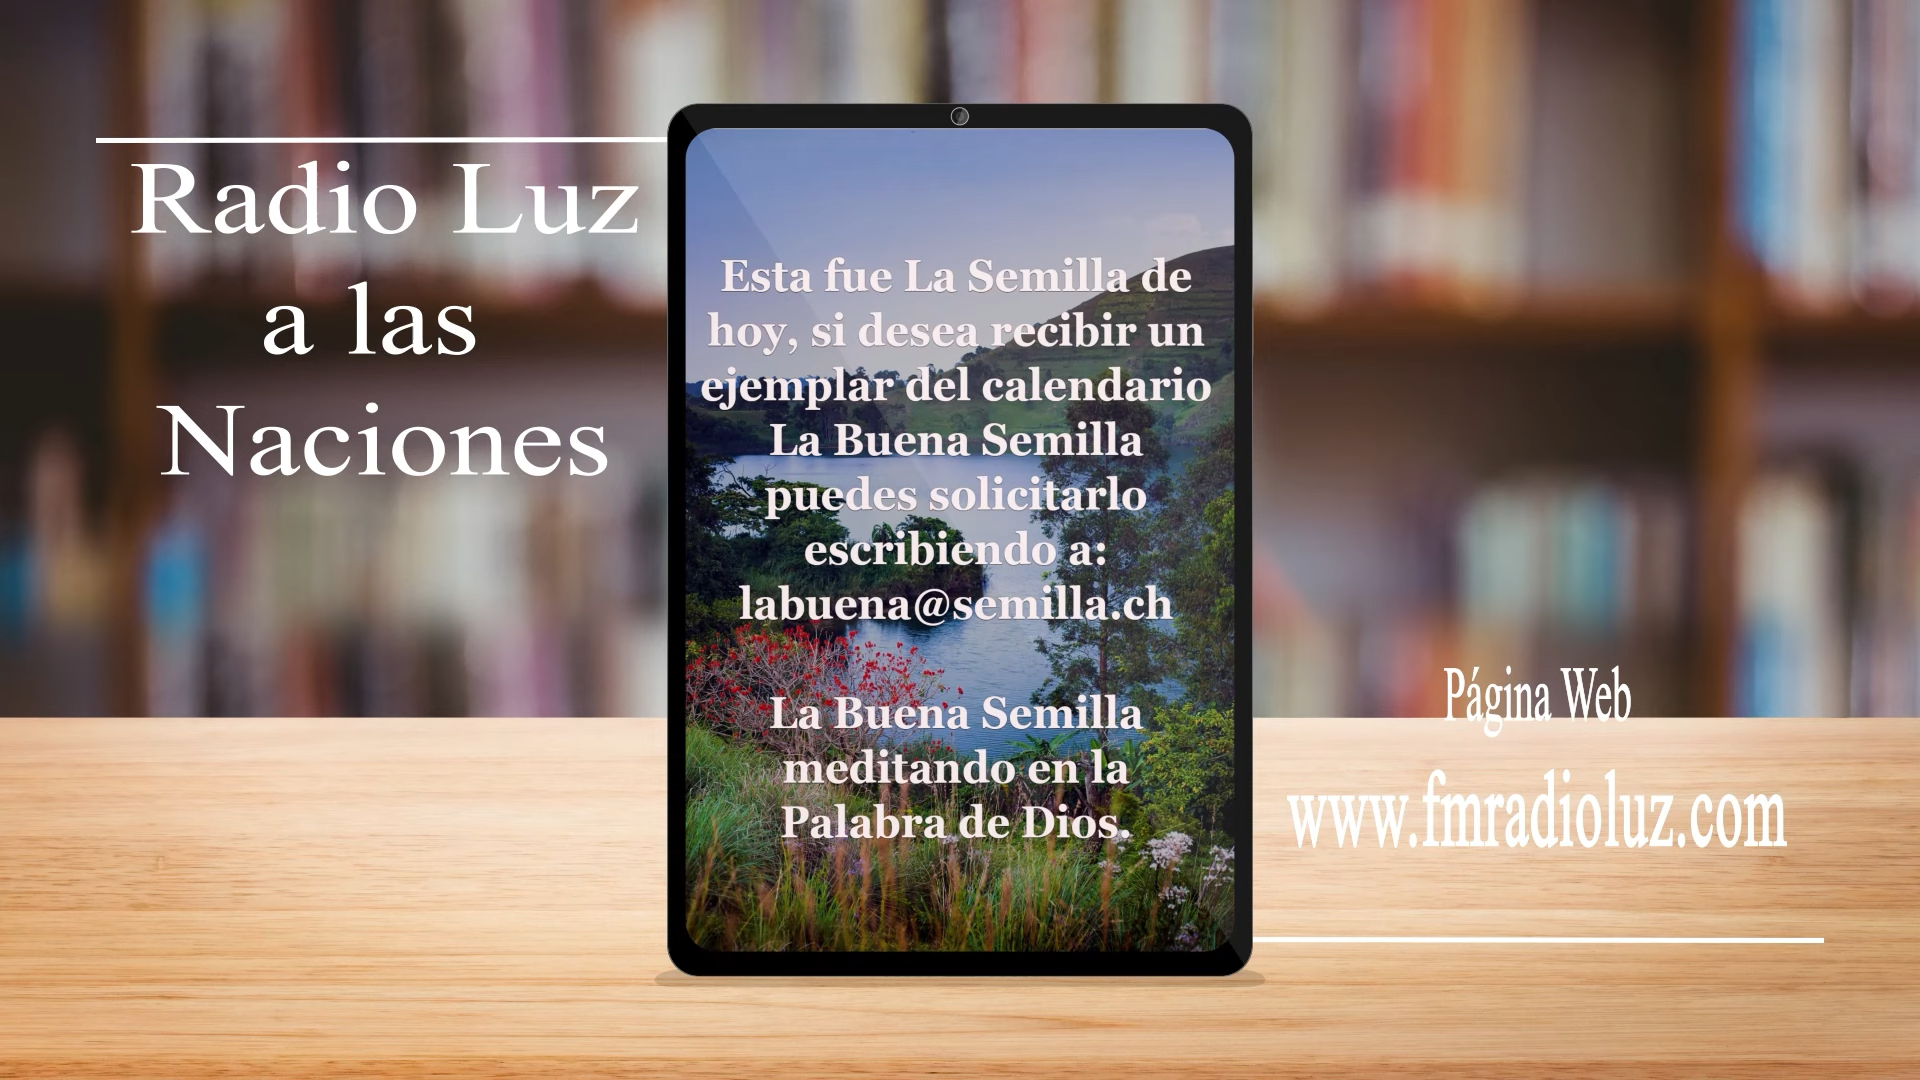 Radio Luz
a las
Naciones
Esta fue La Semilla de
hoy, si desea recibir un
ejemplar del calendario
La Buena Semilla
puedes solicitarlo
escribiendo a:
labuena@semilla.ch
La Buena Semilla
meditando en la
Palabra de Dios.
Página Web
www.fmradioluz.com